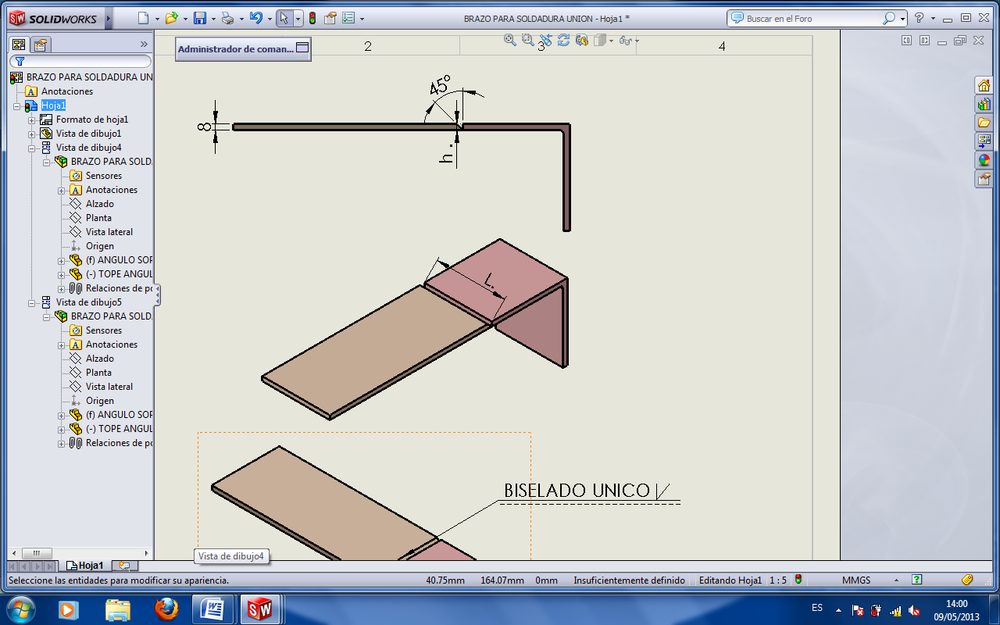 SOLIDWORKS
BRAZO PARA SOLDADURA UNION - Hoja1 *
Buscar en el Foro
Administrador de coman...
2
3
4
BRAZO PARA SOLDADURA UN
Anotaciones
Hoja1
Formato de hoja1
Vista de dibujo1
Vista de dibujo4
BRAZO PARA SOLD
Sensores
Anotaciones
Alzado
Planta
Vista lateral
Origen
(f) ANGULO SOP
(-) TOPE ANGUL
Relaciones de po
Vista de dibujo5
BRAZO PARA SOLD
Sensores
Anotaciones
Alzado
Planta
Vista lateral
Origen
(f) ANGULO SOP
(-) TOPE ANGUL
Relaciones de po
45°
8
h.
L.
BISELADO UNICO
Vista de dibujo4
Hoja1
Seleccione las entidades para modificar su apariencia.
40.75mm 164.07mm 0mm Insuficientemente definido Editando Hoja1 1 : 5 MMGS
ES
14:00
09/05/2013